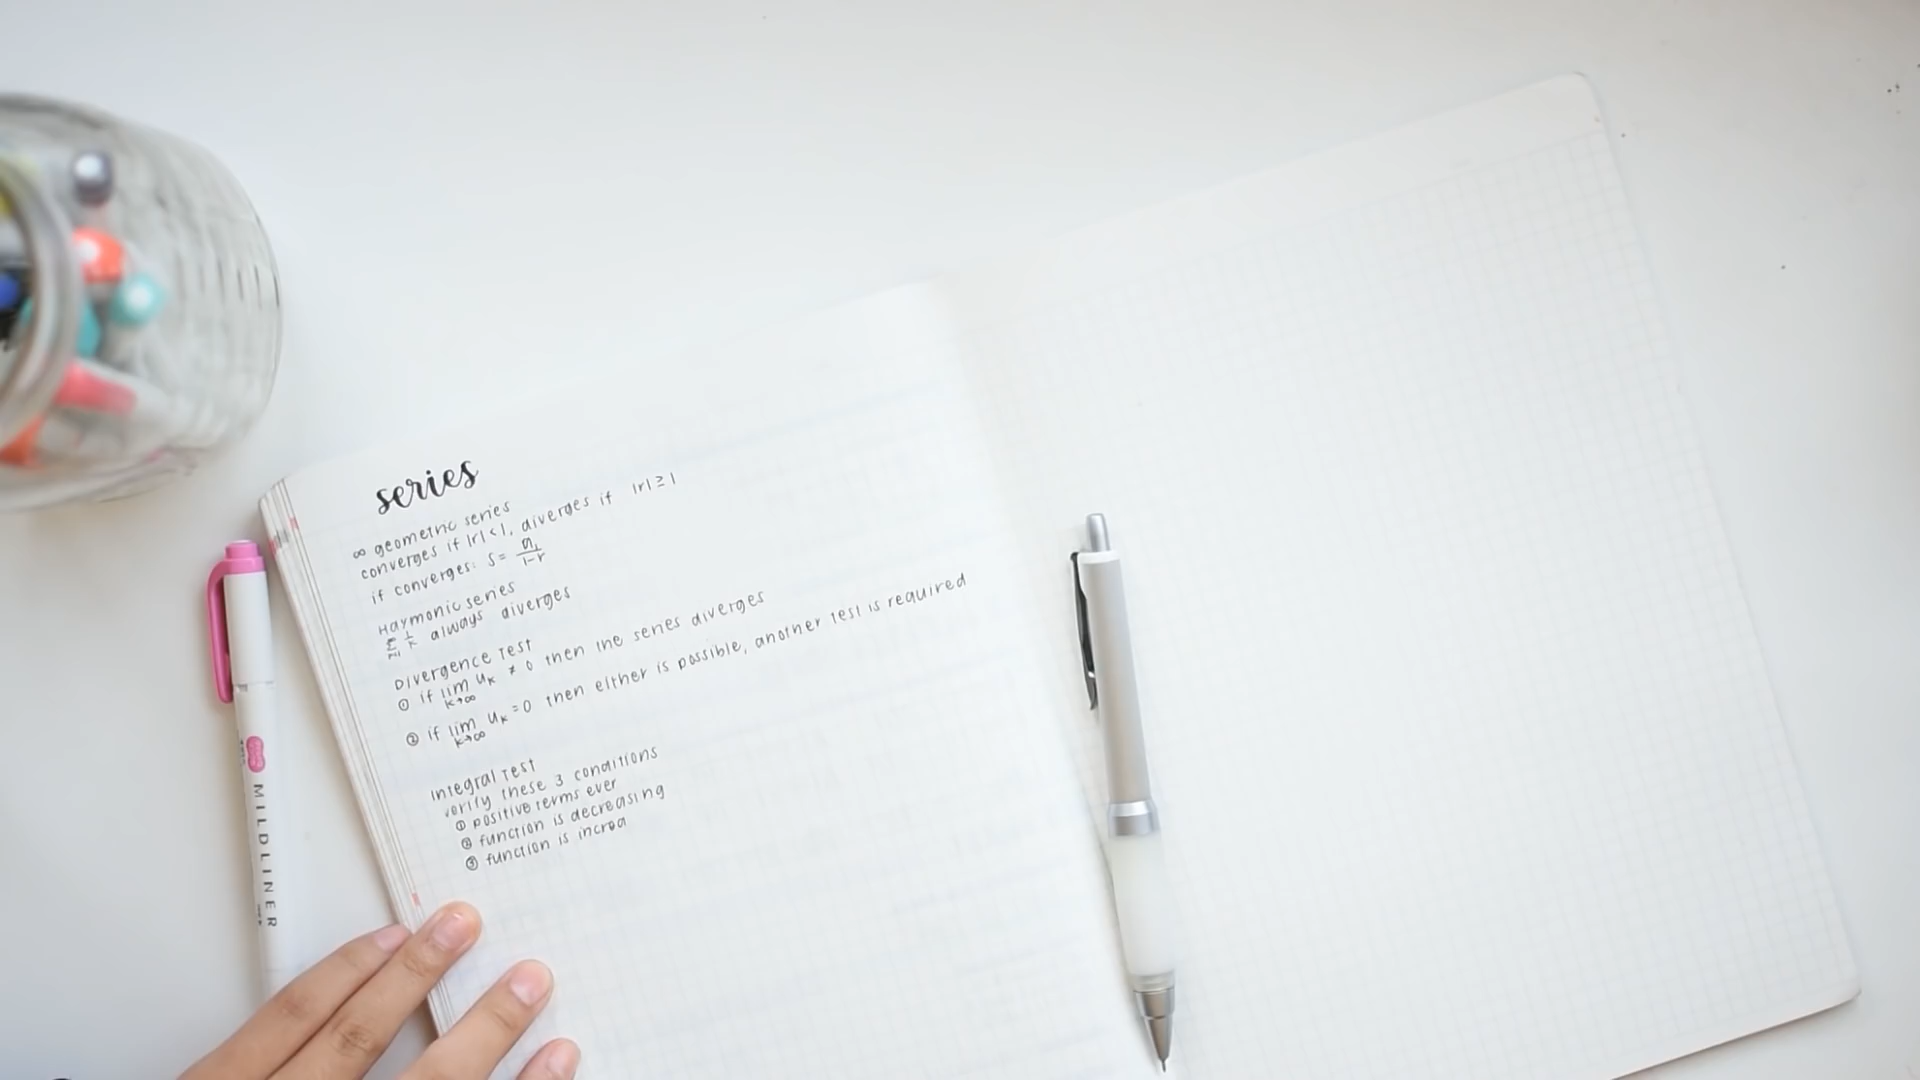 series
∞ geometric series
converges if |r| < 1, diverges if |r| ≥ 1
if converges: S = a₁/1-r
Harmonic series
∑ 1/k always diverges
Divergence Test
① if lim k→∞ uₖ ≠ 0 then the series diverges
② if lim k→∞ uₖ = 0 then either is possible, another test is required
Integral Test
verify these 3 conditions
① positive terms ever
② function is decreasing
③ function is increa
MILDLINER